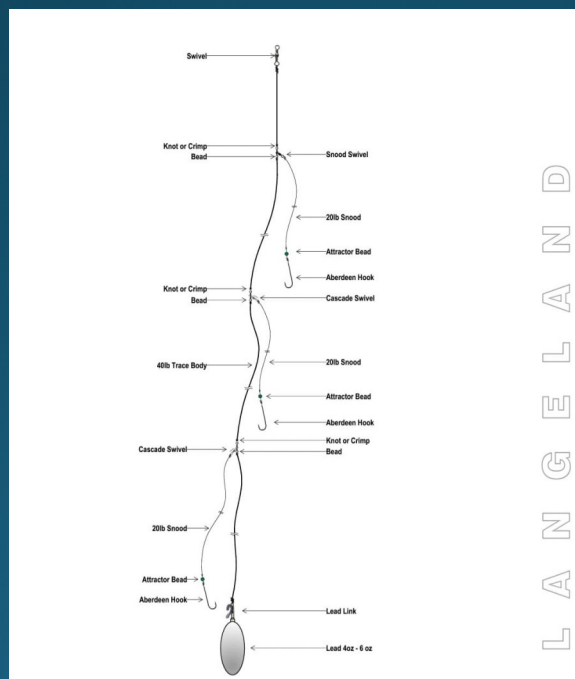 Swivel
Knot or Crimp
Bead
Snood Swivel
20lb Snood
Attractor Bead
Aberdeen Hook
Knot or Crimp
Bead
Cascade Swivel
40lb Trace Body
20lb Snood
Attractor Bead
Aberdeen Hook
Knot or Crimp
Cascade Swivel
Bead
20lb Snood
Attractor Bead
Aberdeen Hook
Lead Link
Lead 4oz - 6 oz
LANGELAND